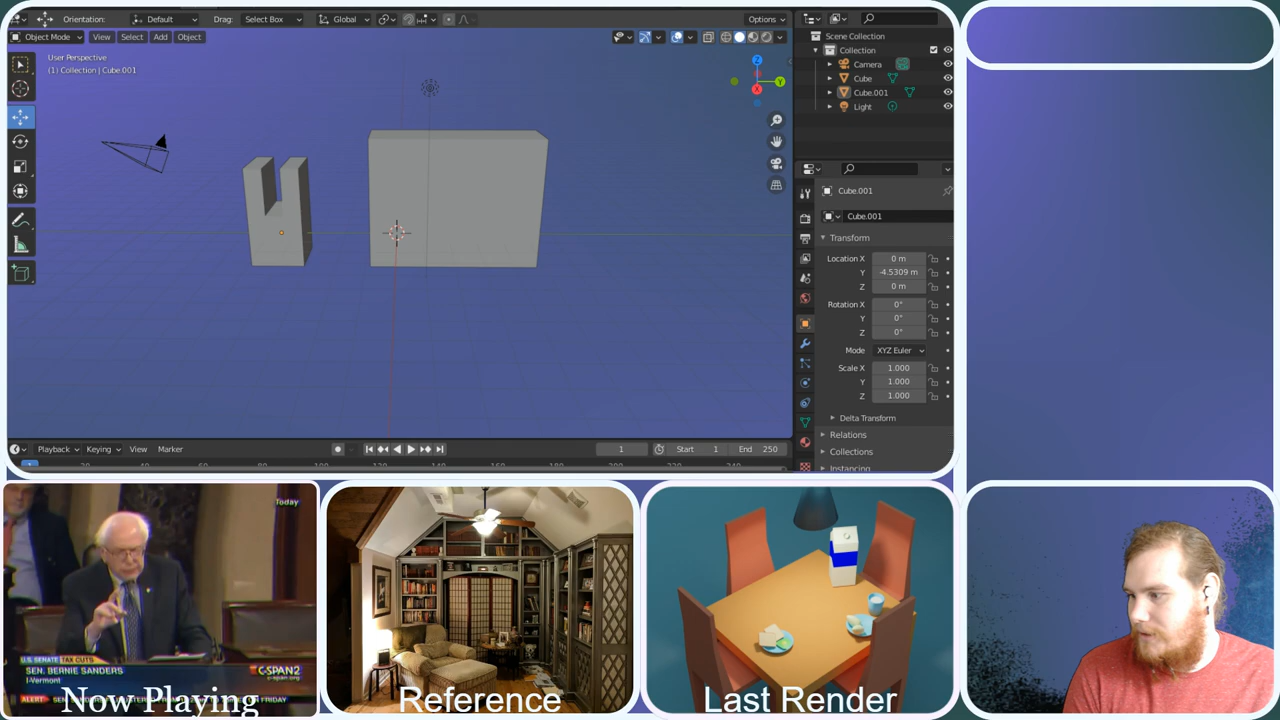 Orientation:
Default
Drag:
Select Box
Global
Options
Object Mode
View
Select
Add
Object
User Perspective
(1) Collection | Cube.001
Z
Y
X
Scene Collection
Collection
Camera
Cube
Cube.001
Light
Cube.001
Cube.001
Transform
Location X 0 m
Y -4.5309 m
Z 0 m
Rotation X 0°
Y 0°
Z 0°
Mode XYZ Euler
Scale X 1.000
Y 1.000
Z 1.000
Delta Transform
Relations
Collections
Instancing
Playback
Keying
View
Marker
1
Start 1
End 250
1
Today
U.S. SENATE TAX CUTS
SEN. BERNIE SANDERS
I-Vermont
C-SPAN2
c-span.org
ALERT
Now Playing
Reference
Last Render